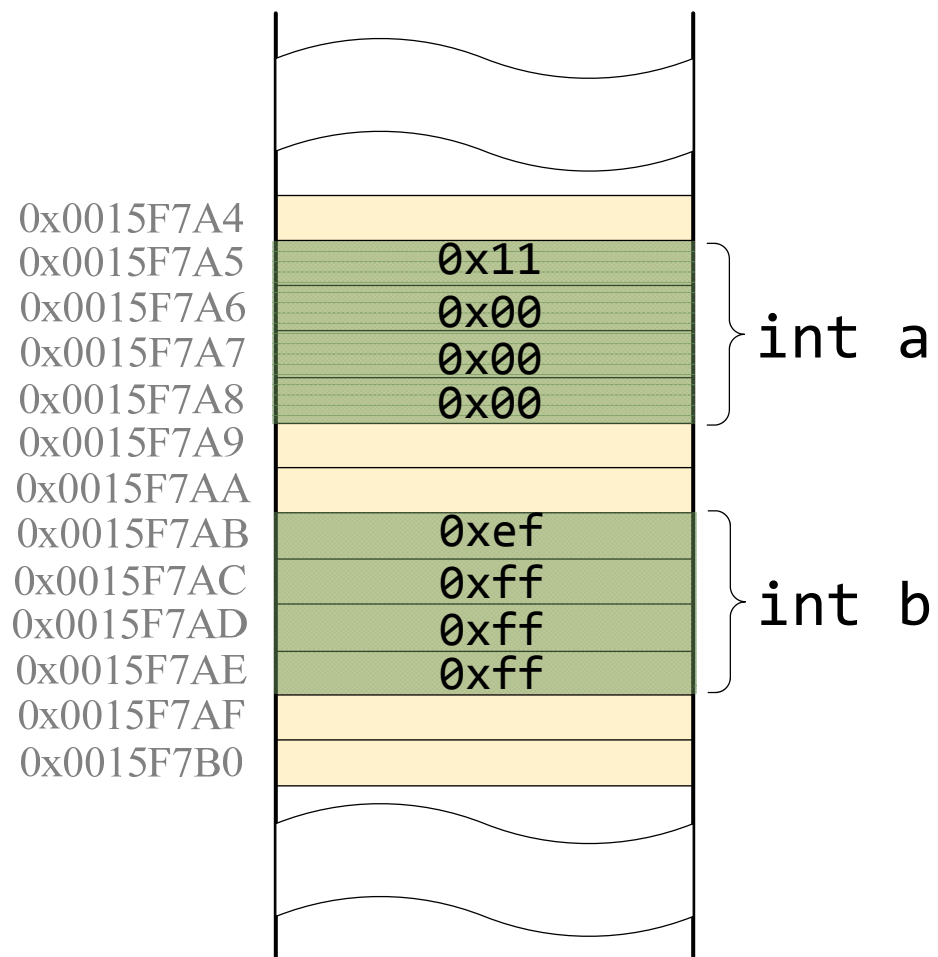 0x0015F7A4
0x0015F7A5 0x11
0x0015F7A6 0x00
0x0015F7A7 0x00
int a
0x0015F7A8 0x00
0x0015F7A9
0x0015F7AA
0x0015F7AB 0xef
0x0015F7AC 0xff
int b
0x0015F7AD 0xff
0x0015F7AE 0xff
0x0015F7AF
0x0015F7B0